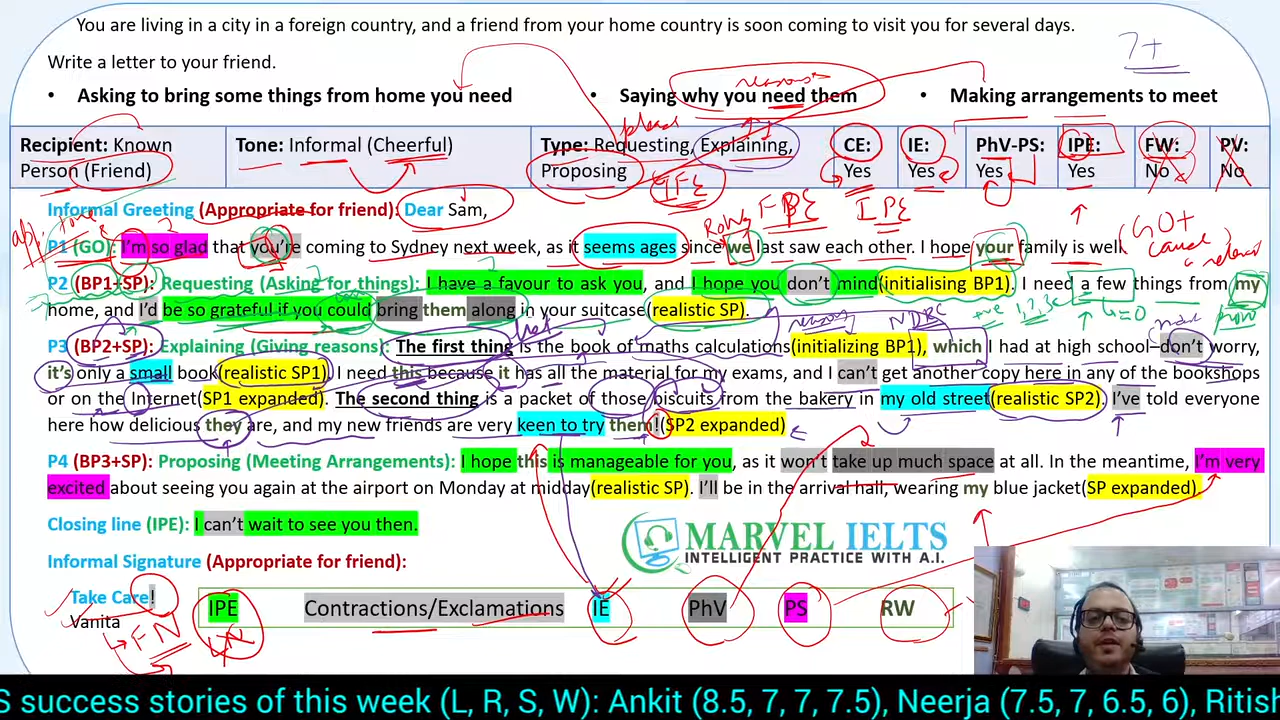 You are living in a city in a foreign country, and a friend from your home country is soon coming to visit you for several days.
7+
Write a letter to your friend.
reasons
• Asking to bring some things from home you need • Saying why you need them • Making arrangements to meet
Recipient: Known Person (Friend)
Tone: Informal (Cheerful)
Type: Requesting, Explaining, Proposing
CE: Yes
IE: Yes
PhV-PS: Yes
IPE: Yes
FW: No
PV: No
IFE
FBE
IPE
Informal Greeting (Appropriate for friend): Dear Sam,
P1 (GO): I'm so glad that you're coming to Sydney next week, as it seems ages since we last saw each other. I hope your family is well.
P2 (BP1+SP): Requesting (Asking for things): I have a favour to ask you, and I hope you don't mind(initialising BP1). I need a few things from my
home, and I'd be so grateful if you could bring them along in your suitcase(realistic SP).
P3 (BP2+SP): Explaining (Giving reasons): The first thing is the book of maths calculations(initializing BP1), which I had at high school–don't worry,
it's only a small book(realistic SP1). I need this because it has all the material for my exams, and I can't get another copy here in any of the bookshops
or on the Internet(SP1 expanded). The second thing is a packet of those biscuits from the bakery in my old street(realistic SP2). I've told everyone
here how delicious they are, and my new friends are very keen to try them!(SP2 expanded)
P4 (BP3+SP): Proposing (Meeting Arrangements): I hope this is manageable for you, as it won't take up much space at all. In the meantime, I'm very
excited about seeing you again at the airport on Monday at midday(realistic SP). I'll be in the arrival hall, wearing my blue jacket(SP expanded).
Closing line (IPE): I can't wait to see you then.
MARVEL IELTS
INTELLIGENT PRACTICE WITH A.I.
Informal Signature (Appropriate for friend):
Take Care!
Vanita
FN
LN
IPE Contractions/Exclamations IE PhV PS RW
S success stories of this week (L, R, S, W): Ankit (8.5, 7, 7, 7.5), Neerja (7.5, 7, 6.5, 6), Ritish